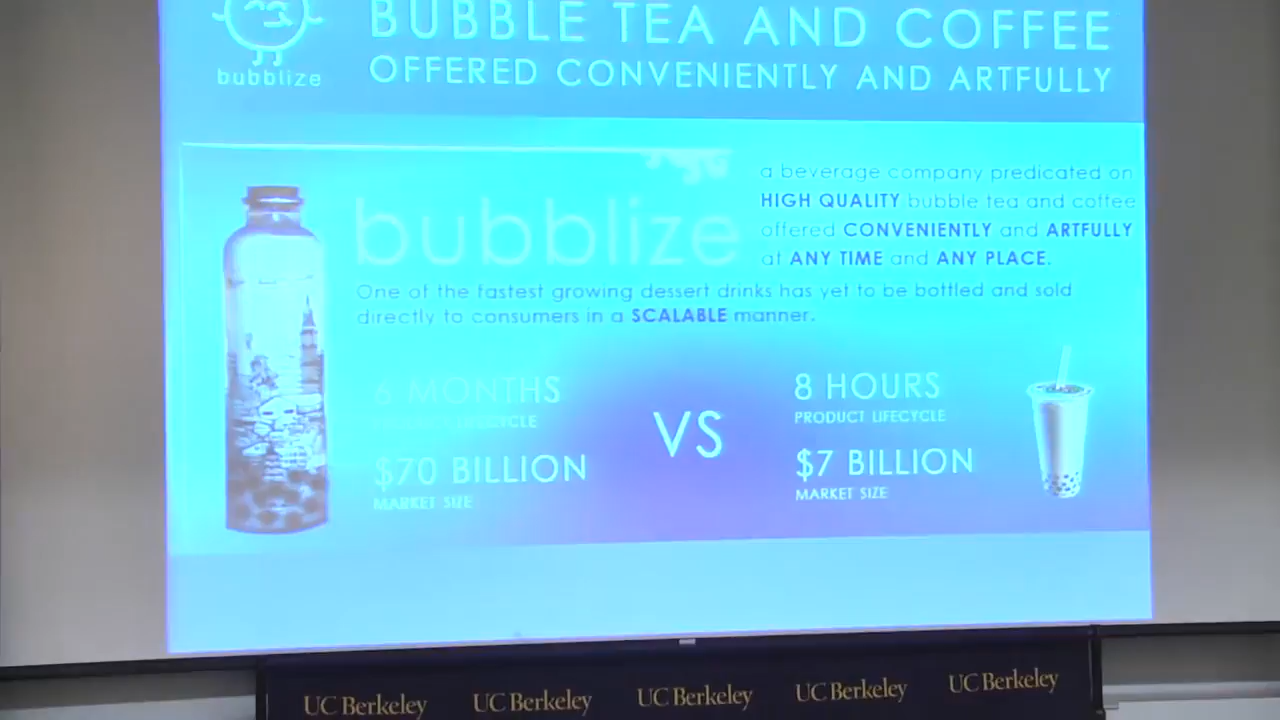 BUBBLE TEA AND COFFEE
OFFERED CONVENIENTLY AND ARTFULLY
bubblize
bubblize
a beverage company predicated on
HIGH QUALITY bubble tea and coffee
offered CONVENIENTLY and ARTFULLY
at ANY TIME and ANY PLACE.
One of the fastest growing dessert drinks has yet to be bottled and sold
directly to consumers in a SCALABLE manner.
6 MONTHS
PRODUCT LIFECYCLE
$70 BILLION
MARKET SIZE
VS
8 HOURS
PRODUCT LIFECYCLE
$7 BILLION
MARKET SIZE
UC Berkeley UC Berkeley UC Berkeley UC Berkeley UC Berkeley